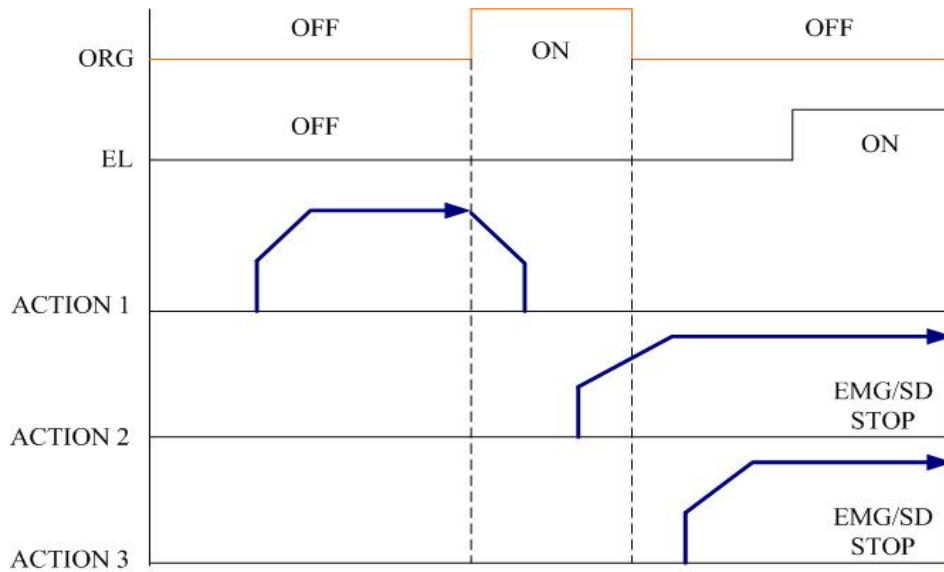 OFF
OFF
ORG
ON
OFF
EL
ON
ACTION 1
EMG/SD
STOP
ACTION 2
EMG/SD
STOP
ACTION 3